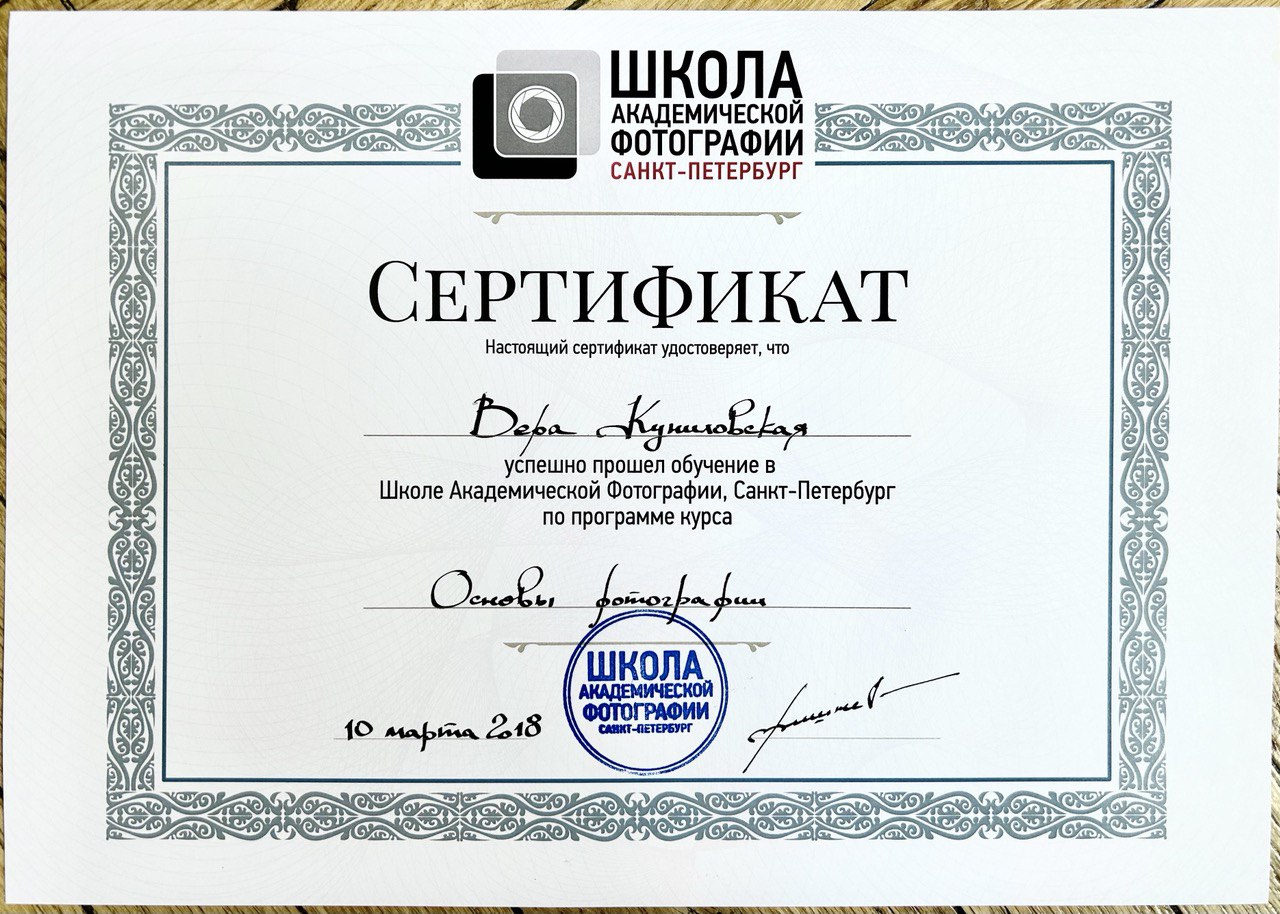 ШКОЛА
АКАДЕМИЧЕСКОЙ
ФОТОГРАФИИ
САНКТ-ПЕТЕРБУРГ
СЕРТИФИКАТ
Настоящий сертификат удостоверяет, что
Вера Куниловская
успешно прошел обучение в
Школе Академической Фотографии, Санкт-Петербург
по программе курса
Основы фотографии
ШКОЛА
АКАДЕМИЧЕСКОЙ
ФОТОГРАФИИ
САНКТ-ПЕТЕРБУРГ
10 марта 2018